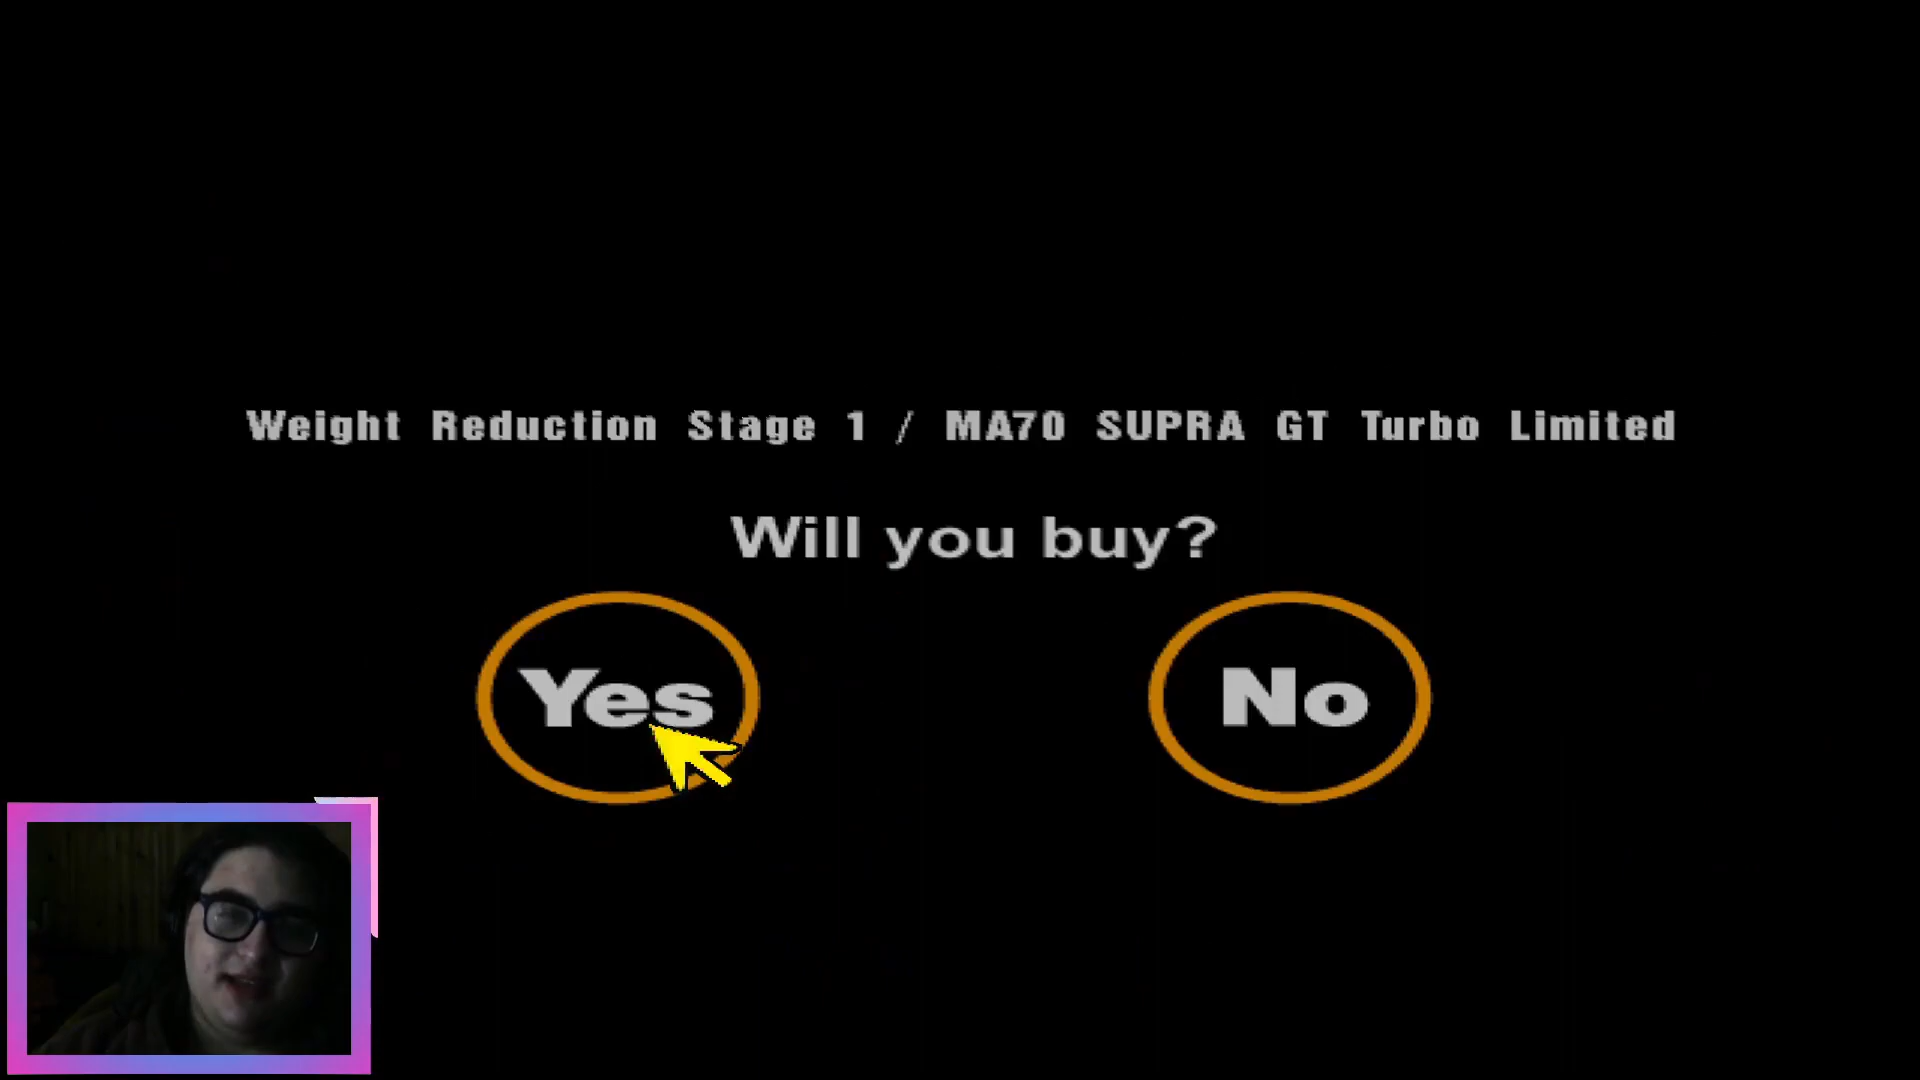 Weight Reduction Stage 1 / MA70 SUPRA GT Turbo Limited
Will you buy?
Yes No